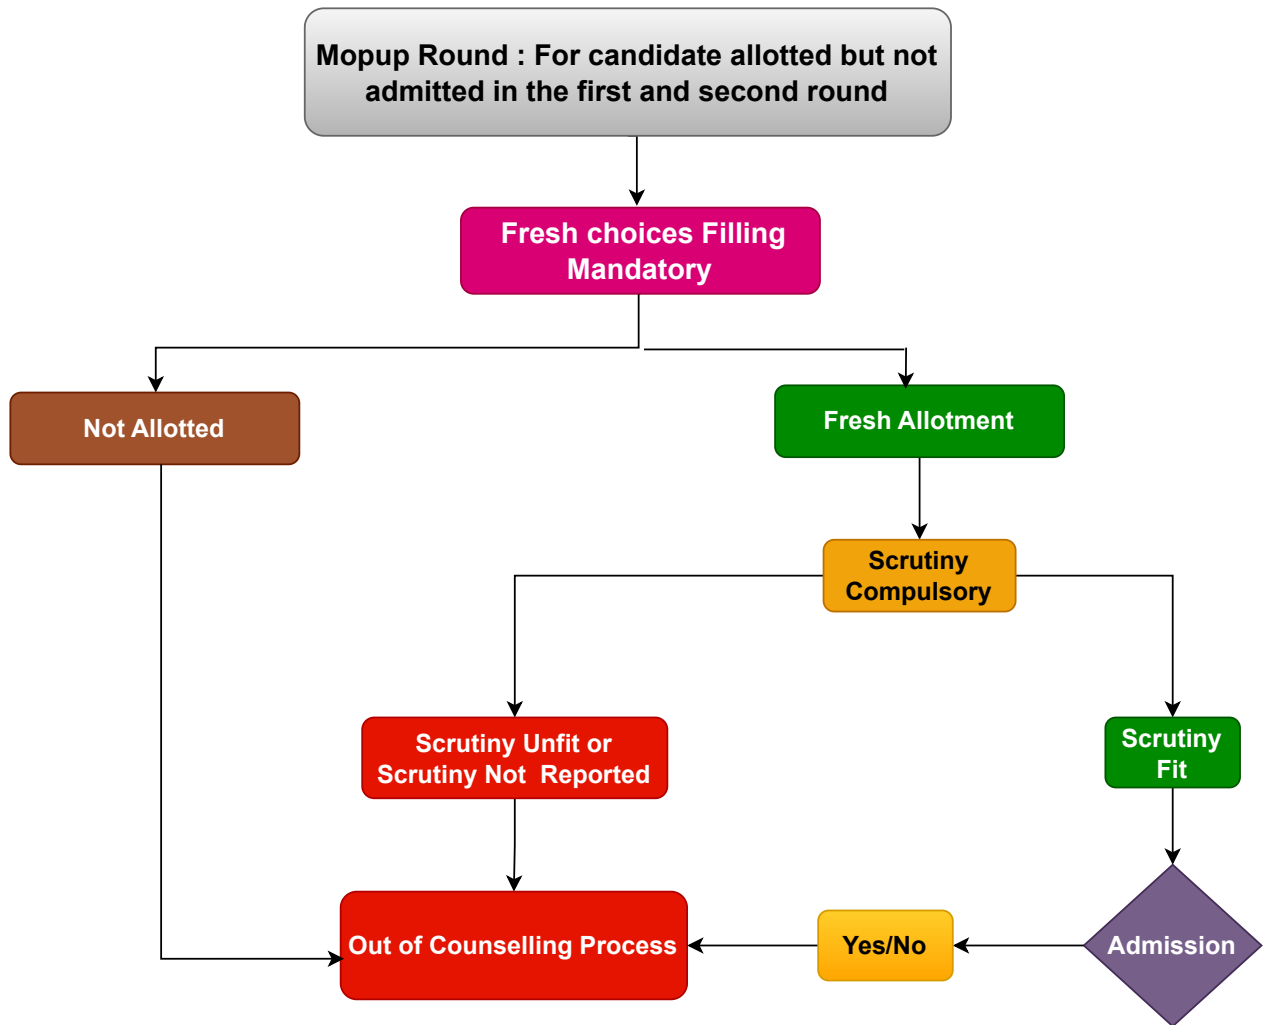 Mopup Round : For candidate allotted but not
admitted in the first and second round
Fresh choices Filling
Mandatory
Not Allotted
Fresh Allotment
Scrutiny
Compulsory
Scrutiny Unfit or
Scrutiny Not Reported
Scrutiny
Fit
Out of Counselling Process
Yes/No
Admission